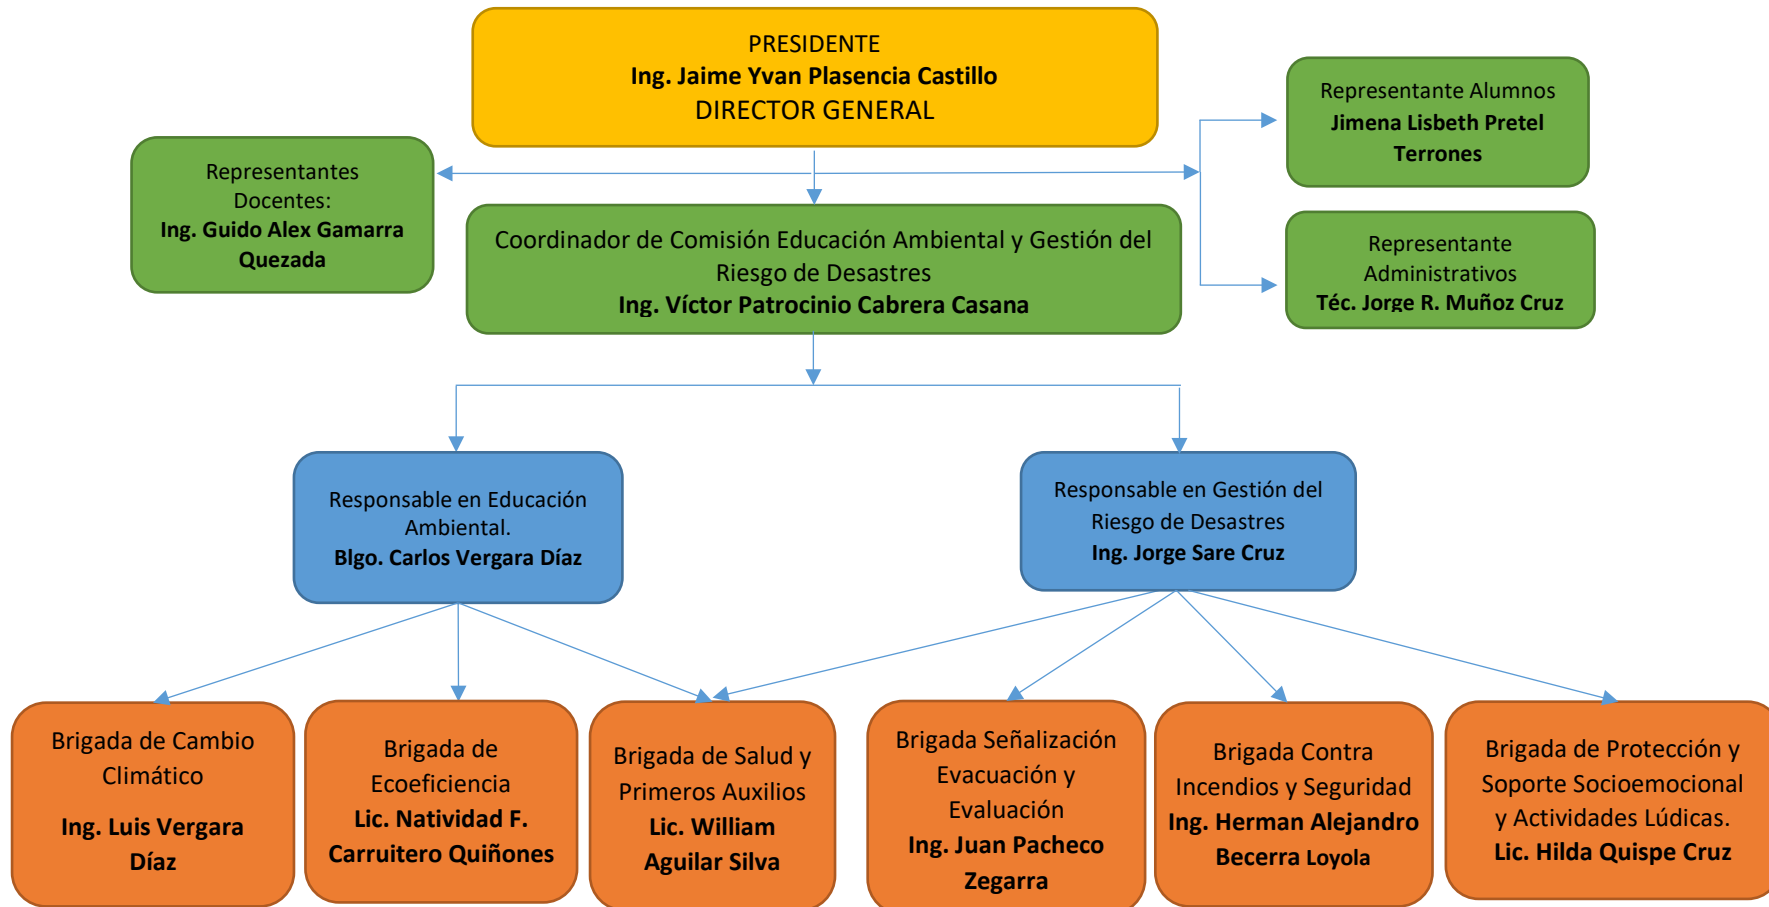 PRESIDENTE
Ing. Jaime Yvan Plasencia Castillo
DIRECTOR GENERAL
Representante Alumnos
Jimena Lisbeth Pretel
Terrones
Representantes
Docentes:
Ing. Guido Alex Gamarra
Quezada
Coordinador de Comisión Educación Ambiental y Gestión del
Riesgo de Desastres
Ing. Víctor Patrocinio Cabrera Casana
Representante
Administrativos
Téc. Jorge R. Muñoz Cruz
Responsable en Educación
Ambiental.
Blgo. Carlos Vergara Díaz
Responsable en Gestión del
Riesgo de Desastres
Ing. Jorge Sare Cruz
Brigada de Cambio
Climático
Ing. Luis Vergara
Díaz
Brigada de
Ecoeficiencia
Lic. Natividad F.
Carruitero Quiñones
Brigada de Salud y
Primeros Auxilios
Lic. William
Aguilar Silva
Brigada Señalización
Evacuación y
Evaluación
Ing. Juan Pacheco
Zegarra
Brigada Contra
Incendios y Seguridad
Ing. Herman Alejandro
Becerra Loyola
Brigada de Protección y
Soporte Socioemocional
y Actividades Lúdicas.
Lic. Hilda Quispe Cruz